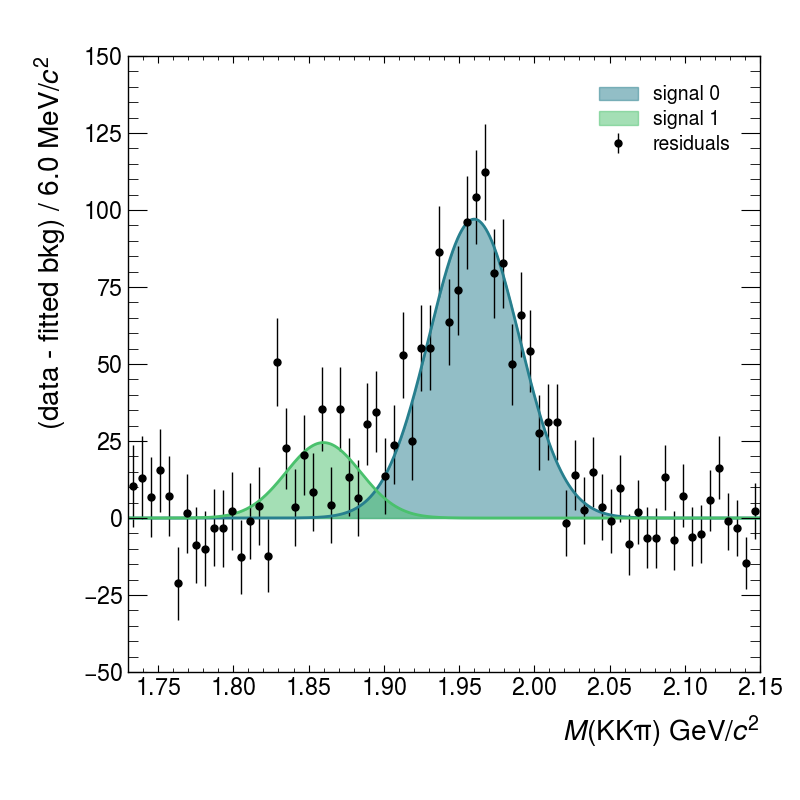 (data - fitted bkg) / 6.0 MeV/c²
150
125
100
75
50
25
0
−25
−50
signal 0
signal 1
residuals
1.75 1.80 1.85 1.90 1.95 2.00 2.05 2.10 2.15
M(KKπ) GeV/c²